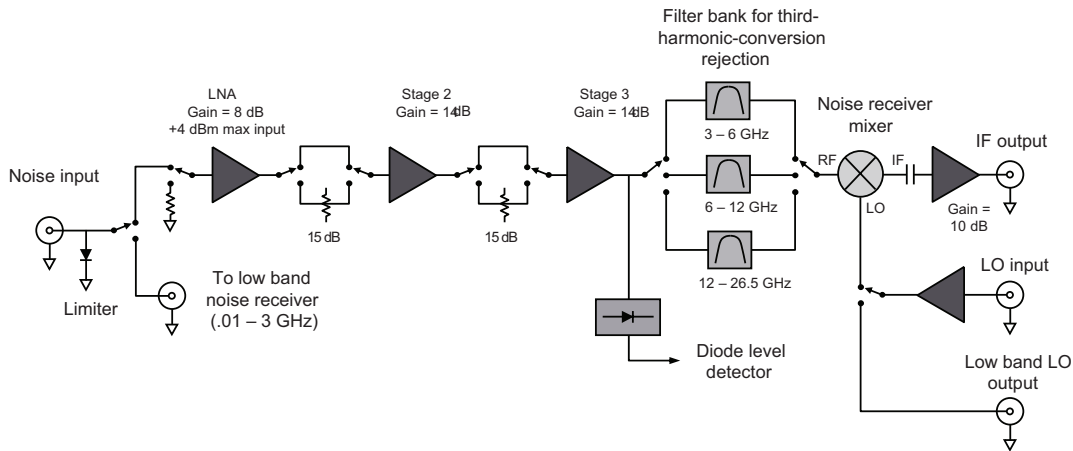 Filter bank for third-
harmonic-conversion
rejection
LNA
Gain = 8 dB
+4 dBm max input
Stage 2
Gain = 14 dB
Stage 3
Gain = 14 dB
3 – 6 GHz
6 – 12 GHz
12 – 26.5 GHz
Noise receiver
mixer
RF
IF
LO
IF output
Gain =
10 dB
Noise input
Limiter
15 dB
15 dB
To low band
noise receiver
(.01 – 3 GHz)
LO input
Diode level
detector
Low band LO
output